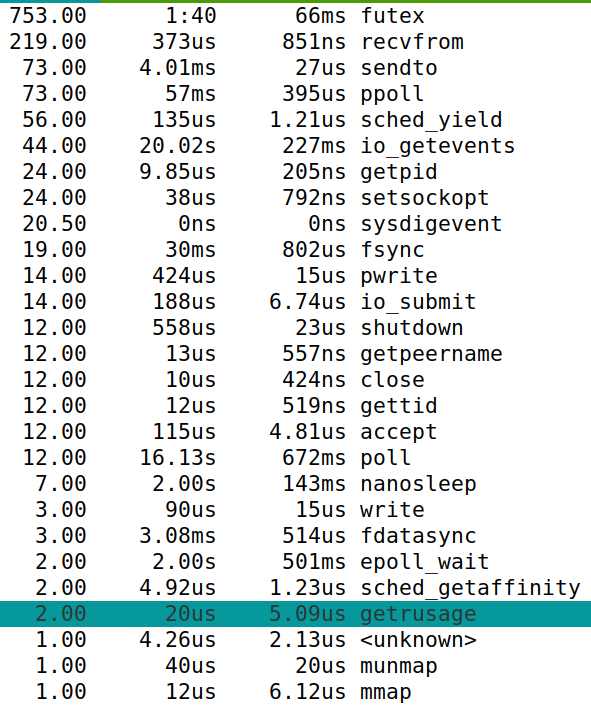 753.00 1:40 66ms futex
219.00 373us 851ns recvfrom
73.00 4.01ms 27us sendto
73.00 57ms 395us ppoll
56.00 135us 1.21us sched_yield
44.00 20.02s 227ms io_getevents
24.00 9.85us 205ns getpid
24.00 38us 792ns setsockopt
20.50 0ns 0ns sysdigevent
19.00 30ms 802us fsync
14.00 424us 15us pwrite
14.00 188us 6.74us io_submit
12.00 558us 23us shutdown
12.00 13us 557ns getpeername
12.00 10us 424ns close
12.00 12us 519ns gettid
12.00 115us 4.81us accept
12.00 16.13s 672ms poll
7.00 2.00s 143ms nanosleep
3.00 90us 15us write
3.00 3.08ms 514us fdatasync
2.00 2.00s 501ms epoll_wait
2.00 4.92us 1.23us sched_getaffinity
2.00 20us 5.09us getrusage
1.00 4.26us 2.13us <unknown>
1.00 40us 20us munmap
1.00 12us 6.12us mmap